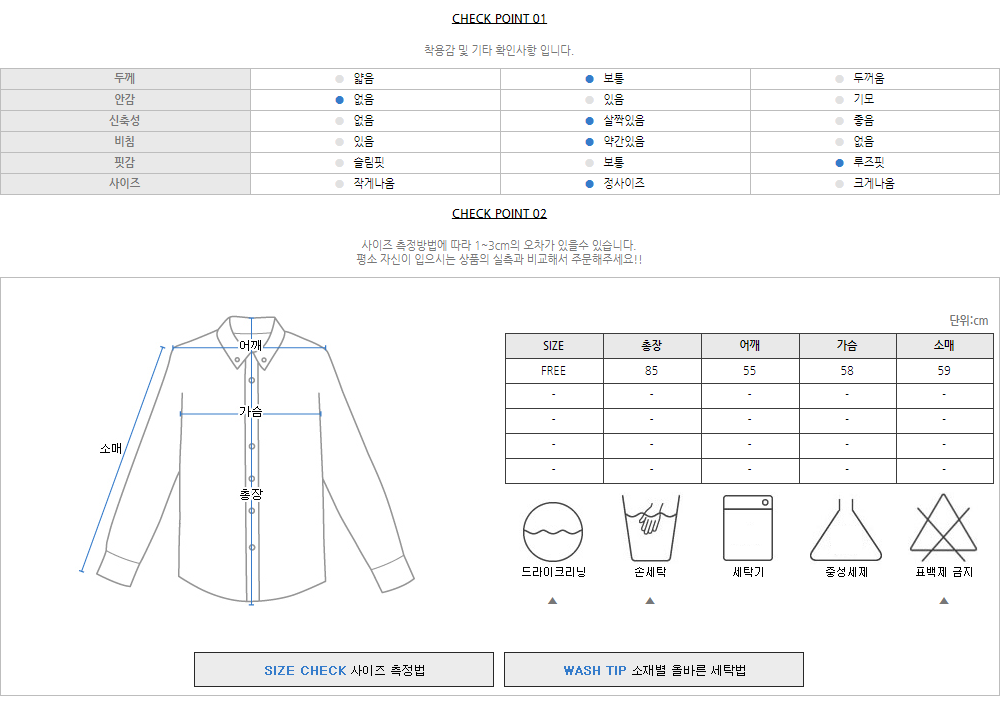 CHECK POINT 01
착용감 및 기타 확인사항 입니다.
두께 얇음 보통 두꺼움
안감 없음 있음 기모
신축성 없음 살짝있음 좋음
비침 있음 약간있음 없음
핏감 슬림핏 보통 루즈핏
사이즈 작게나옴 정사이즈 크게나옴
CHECK POINT 02
사이즈 측정방법에 따라 1~3cm의 오차가 있을수 있습니다.
평소 자신이 입으시는 상품의 실측과 비교해서 주문해주세요!!
단위:cm
어깨
가슴
소매
총장
SIZE 총장 어깨 가슴 소매
FREE 85 55 58 59
- - - - -
- - - - -
- - - - -
- - - - -
드라이크리닝 손세탁 세탁기 중성세제 표백제 금지
▲ ▲ ▲
SIZE CHECK 사이즈 측정법
WASH TIP 소재별 올바른 세탁법